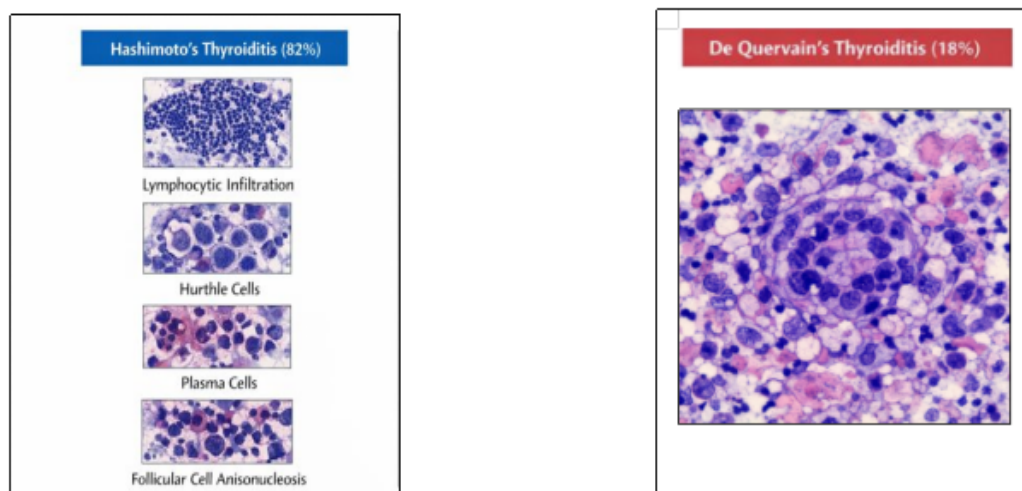 Hashimoto's Thyroiditis (82%)
Lymphocytic Infiltration
Hurthle Cells
Plasma Cells
Follicular Cell Anisonucleosis
De Quervain's Thyroiditis (18%)